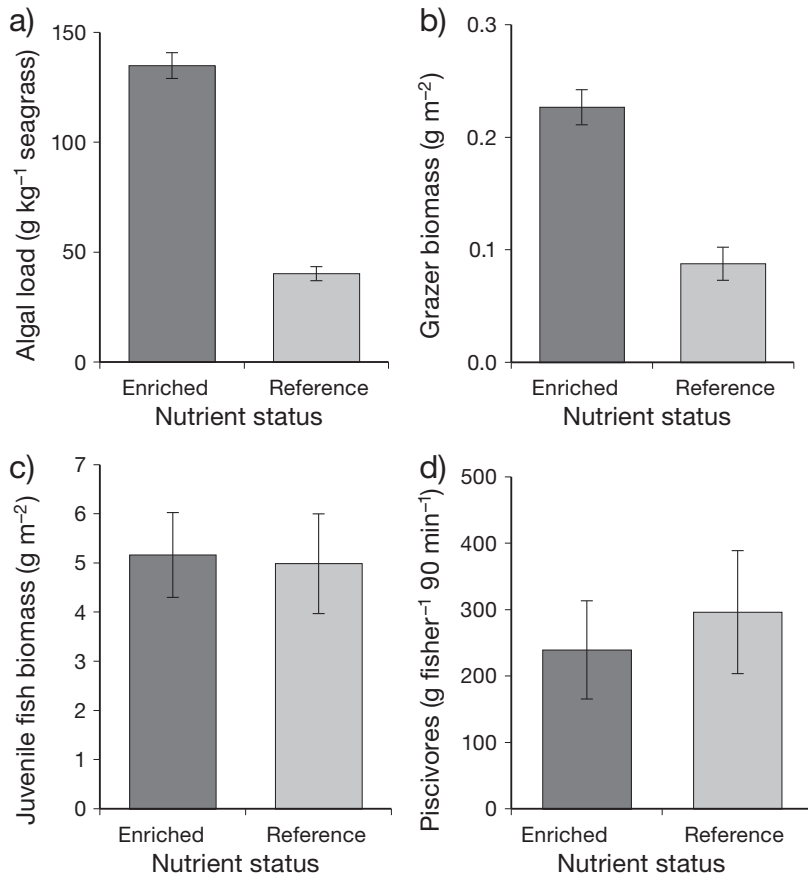 a)
Algal load (g kg⁻¹ seagrass)
150
100
50
0
Enriched Reference
Nutrient status
b)
Grazer biomass (g m⁻²)
0.3
0.2
0.1
0.0
Enriched Reference
Nutrient status
c)
Juvenile fish biomass (g m⁻²)
7
6
5
4
3
2
1
0
Enriched Reference
Nutrient status
d)
Piscivores (g fisher⁻¹ 90 min⁻¹)
500
400
300
200
100
0
Enriched Reference
Nutrient status